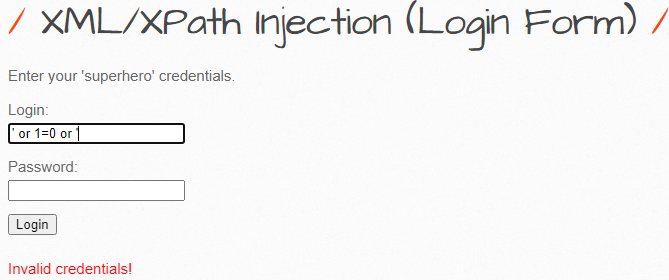 / XML/XPath Injection (Login Form) /
Enter your 'superhero' credentials.
Login:
' or 1=0 or '
Password:
Login
Invalid credentials!